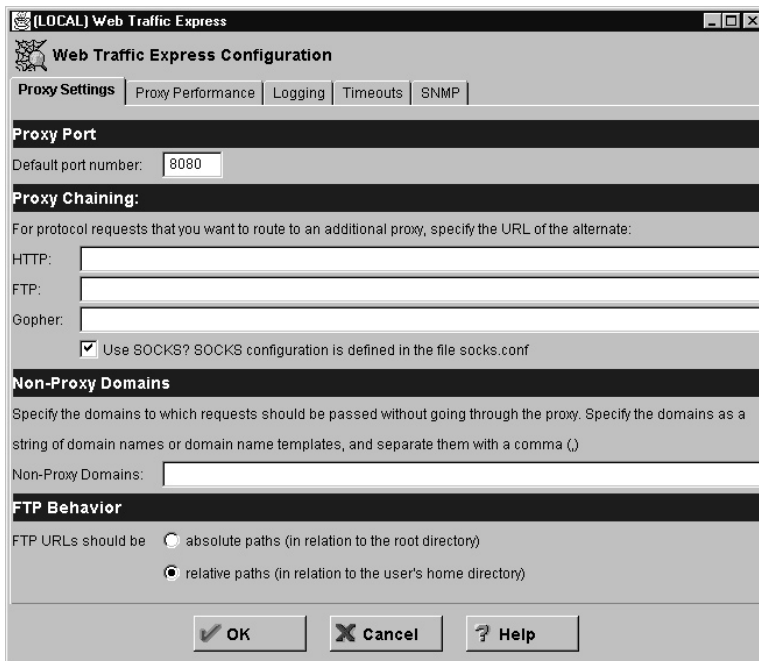 (LOCAL) Web Traffic Express
Web Traffic Express Configuration
Proxy Settings Proxy Performance Logging Timeouts SNMP
Proxy Port
Default port number: 8080
Proxy Chaining:
For protocol requests that you want to route to an additional proxy, specify the URL of the alternate:
HTTP:
FTP:
Gopher:
Use SOCKS? SOCKS configuration is defined in the file socks.conf
Non-Proxy Domains
Specify the domains to which requests should be passed without going through the proxy. Specify the domains as a
string of domain names or domain name templates, and separate them with a comma (,)
Non-Proxy Domains:
FTP Behavior
FTP URLs should be absolute paths (in relation to the root directory)
relative paths (in relation to the user's home directory)
OK Cancel Help